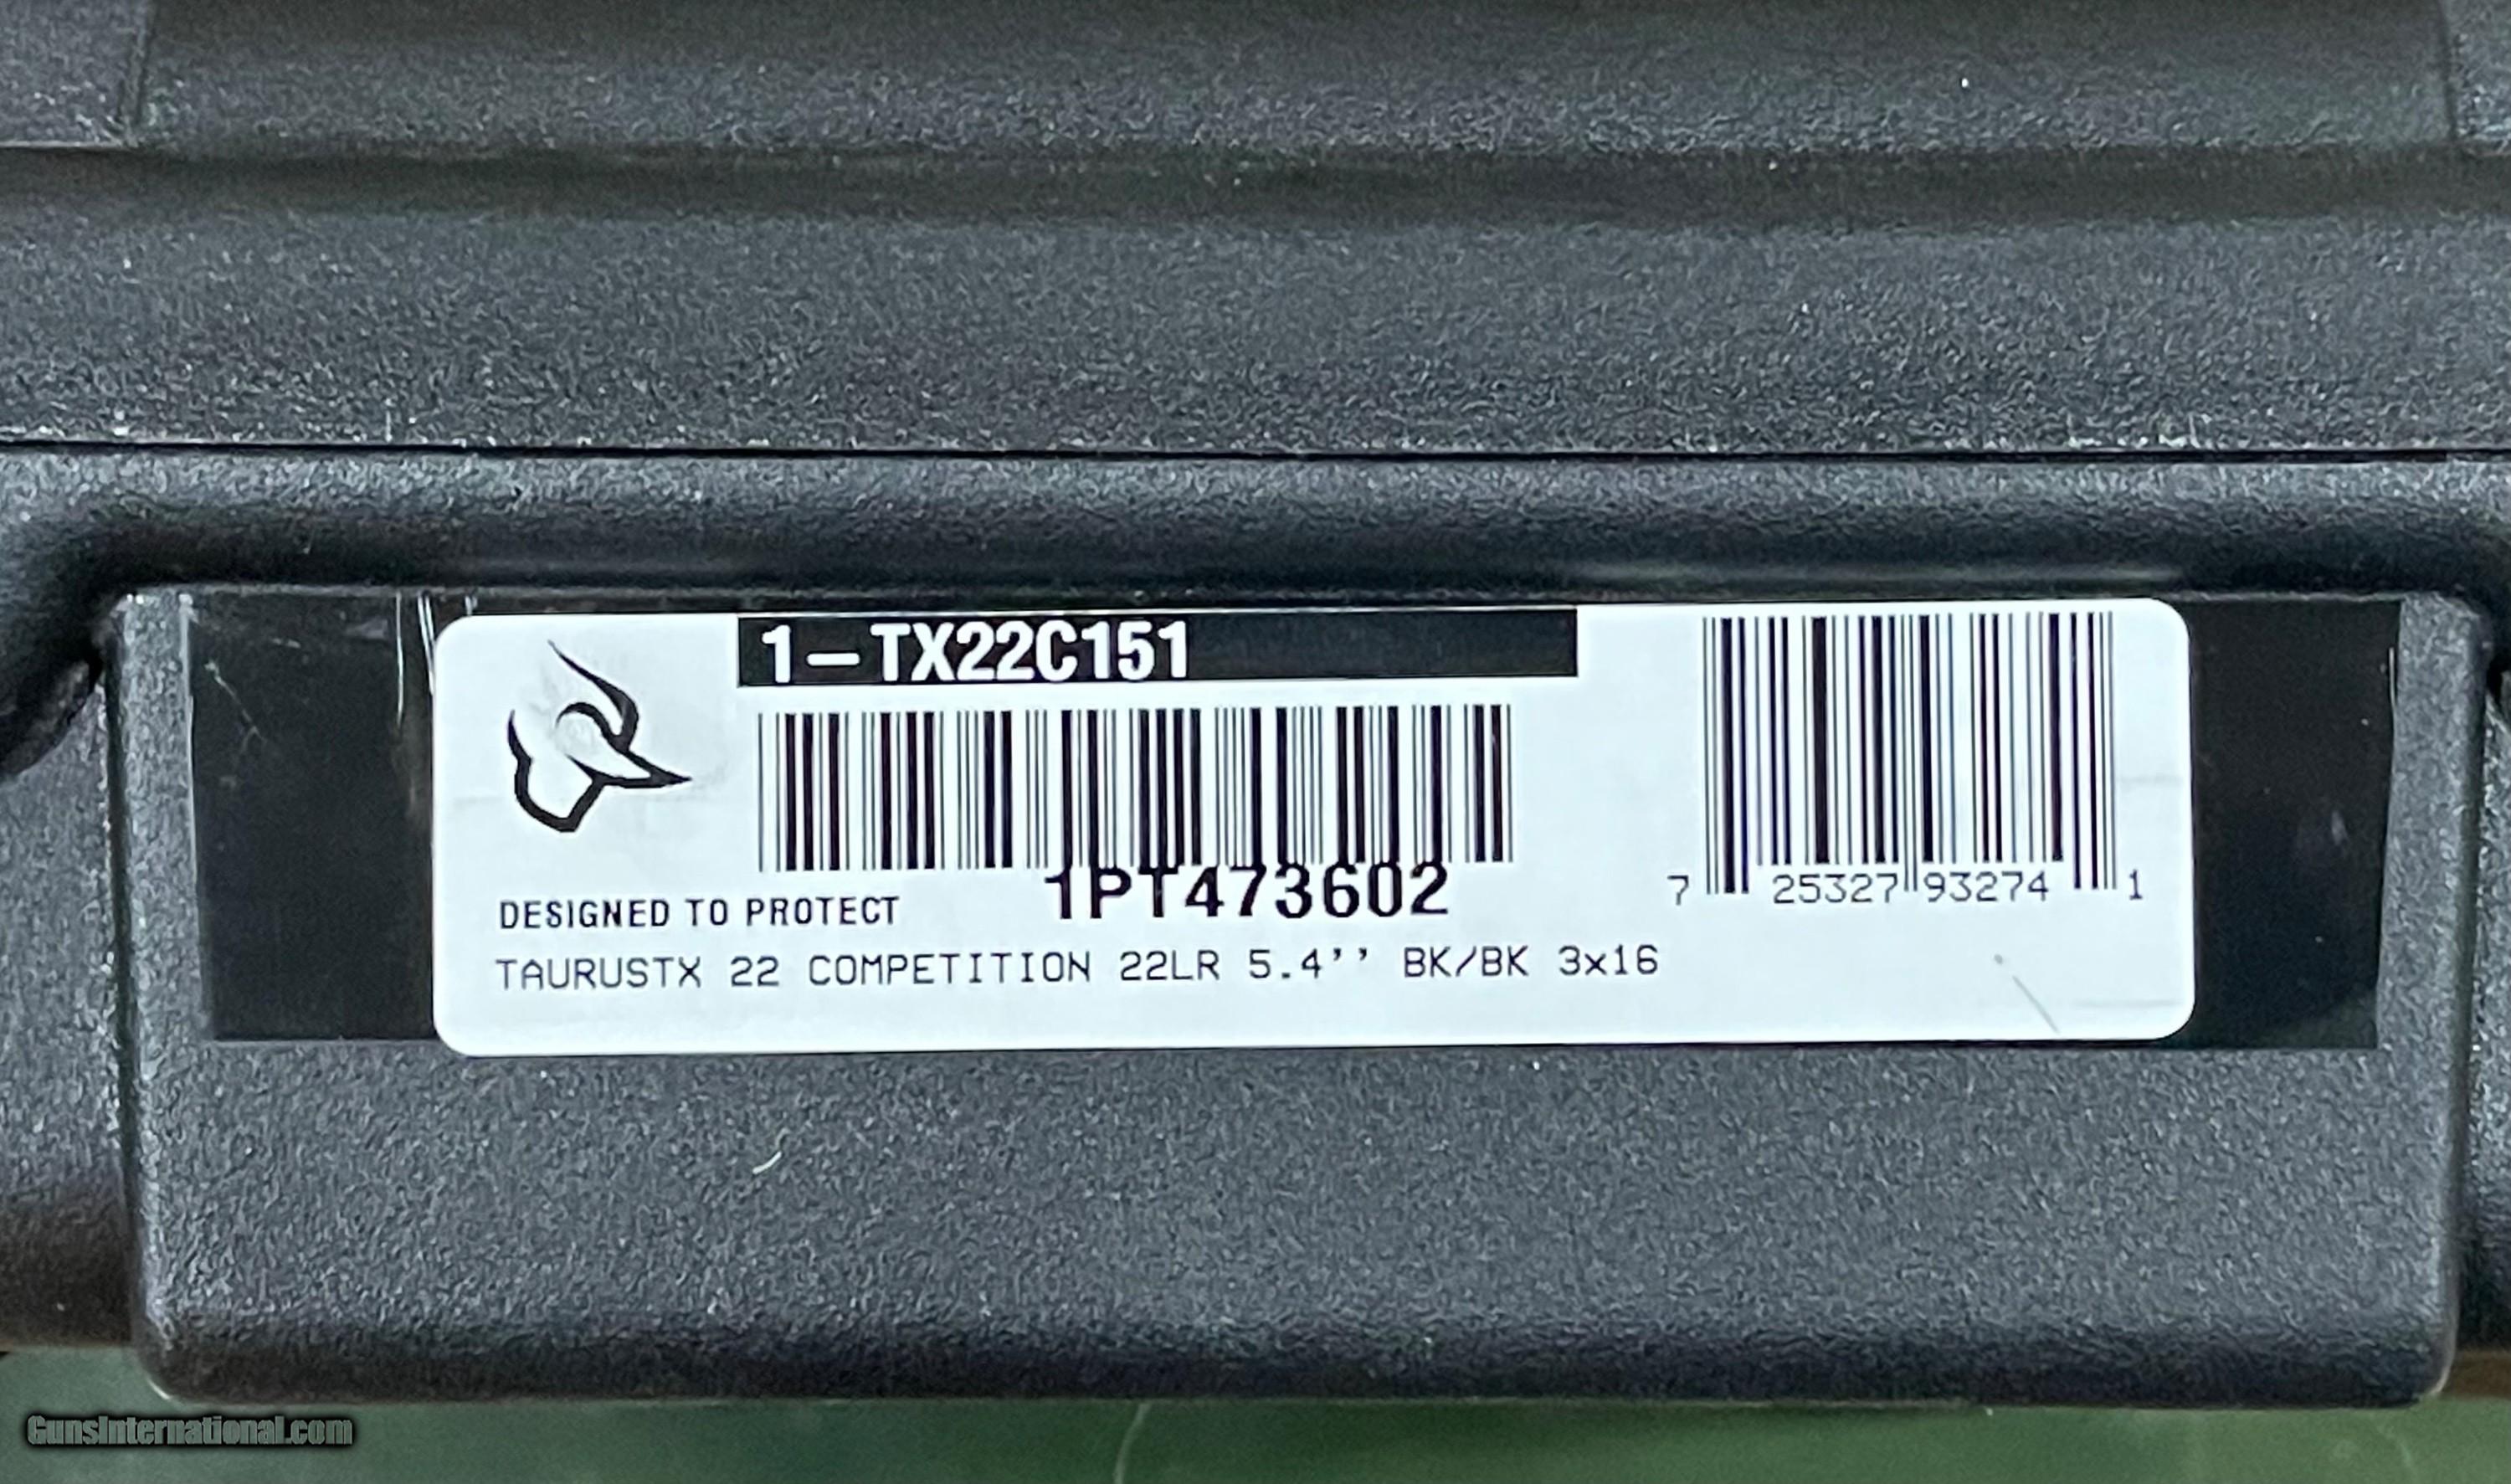 1-TX22C151
1PT473602
7 25327 93274 1
DESIGNED TO PROTECT
TAURUSTX 22 COMPETITION 22LR 5.4'' BK/BK 3x16
GunsInternational.com